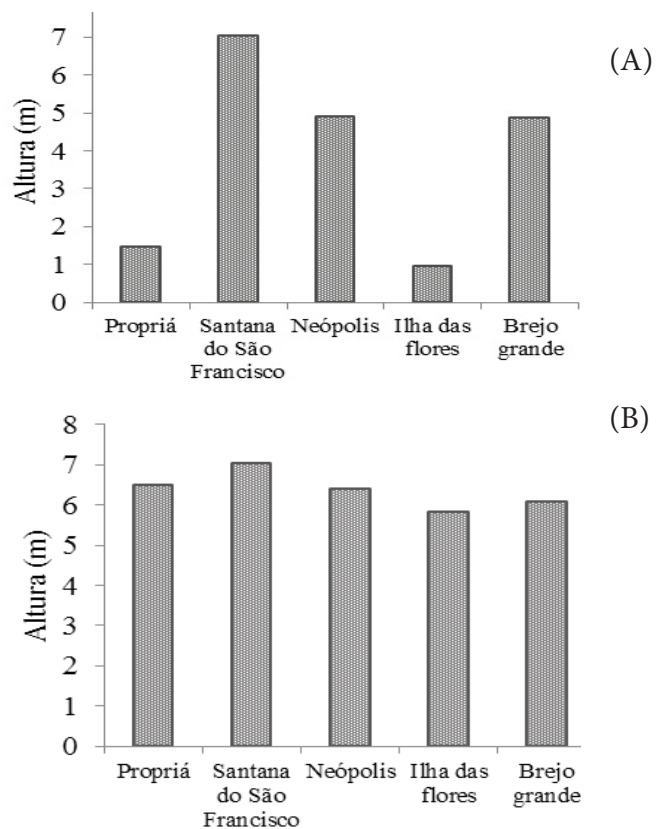 (A)
Altura (m)
7
6
5
4
3
2
1
0
Propriá
Santana
do São
Francisco
Neópolis
Ilha das
flores
Brejo
grande
(B)
Altura (m)
8
7
6
5
4
3
2
1
0
Propriá
Santana
do São
Francisco
Neópolis
Ilha das
flores
Brejo
grande